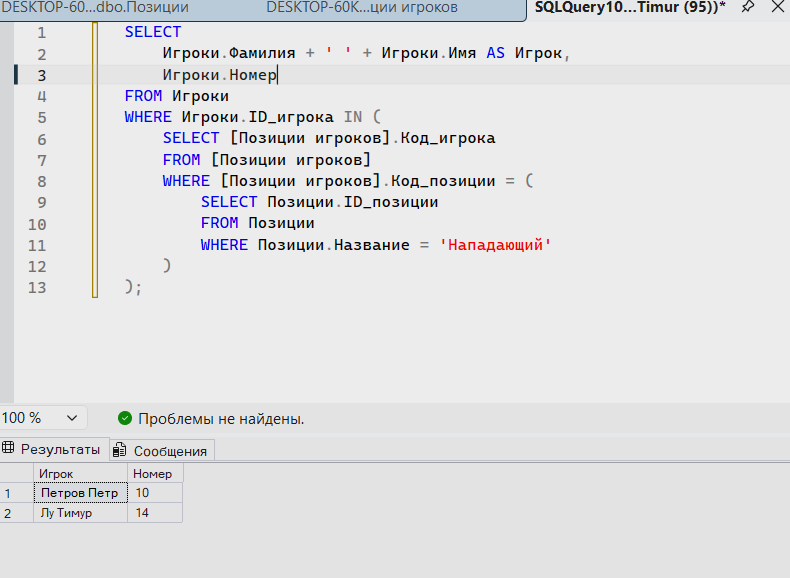 DESKTOP-60...dbo.Позиции DESKTOP-60K...ции игроков SQLQuery10...Timur (95))*
1 SELECT
2 Игроки.Фамилия + ' ' + Игроки.Имя AS Игрок,
3 Игроки.Номер
4 FROM Игроки
5 WHERE Игроки.ID_игрока IN (
6 SELECT [Позиции игроков].Код_игрока
7 FROM [Позиции игроков]
8 WHERE [Позиции игроков].Код_позиции = (
9 SELECT Позиции.ID_позиции
10 FROM Позиции
11 WHERE Позиции.Название = 'Нападающий'
12 )
13 );
100 % Проблемы не найдены.
Результаты Сообщения
Игрок Номер
1 Петров Петр 10
2 Лу Тимур 14